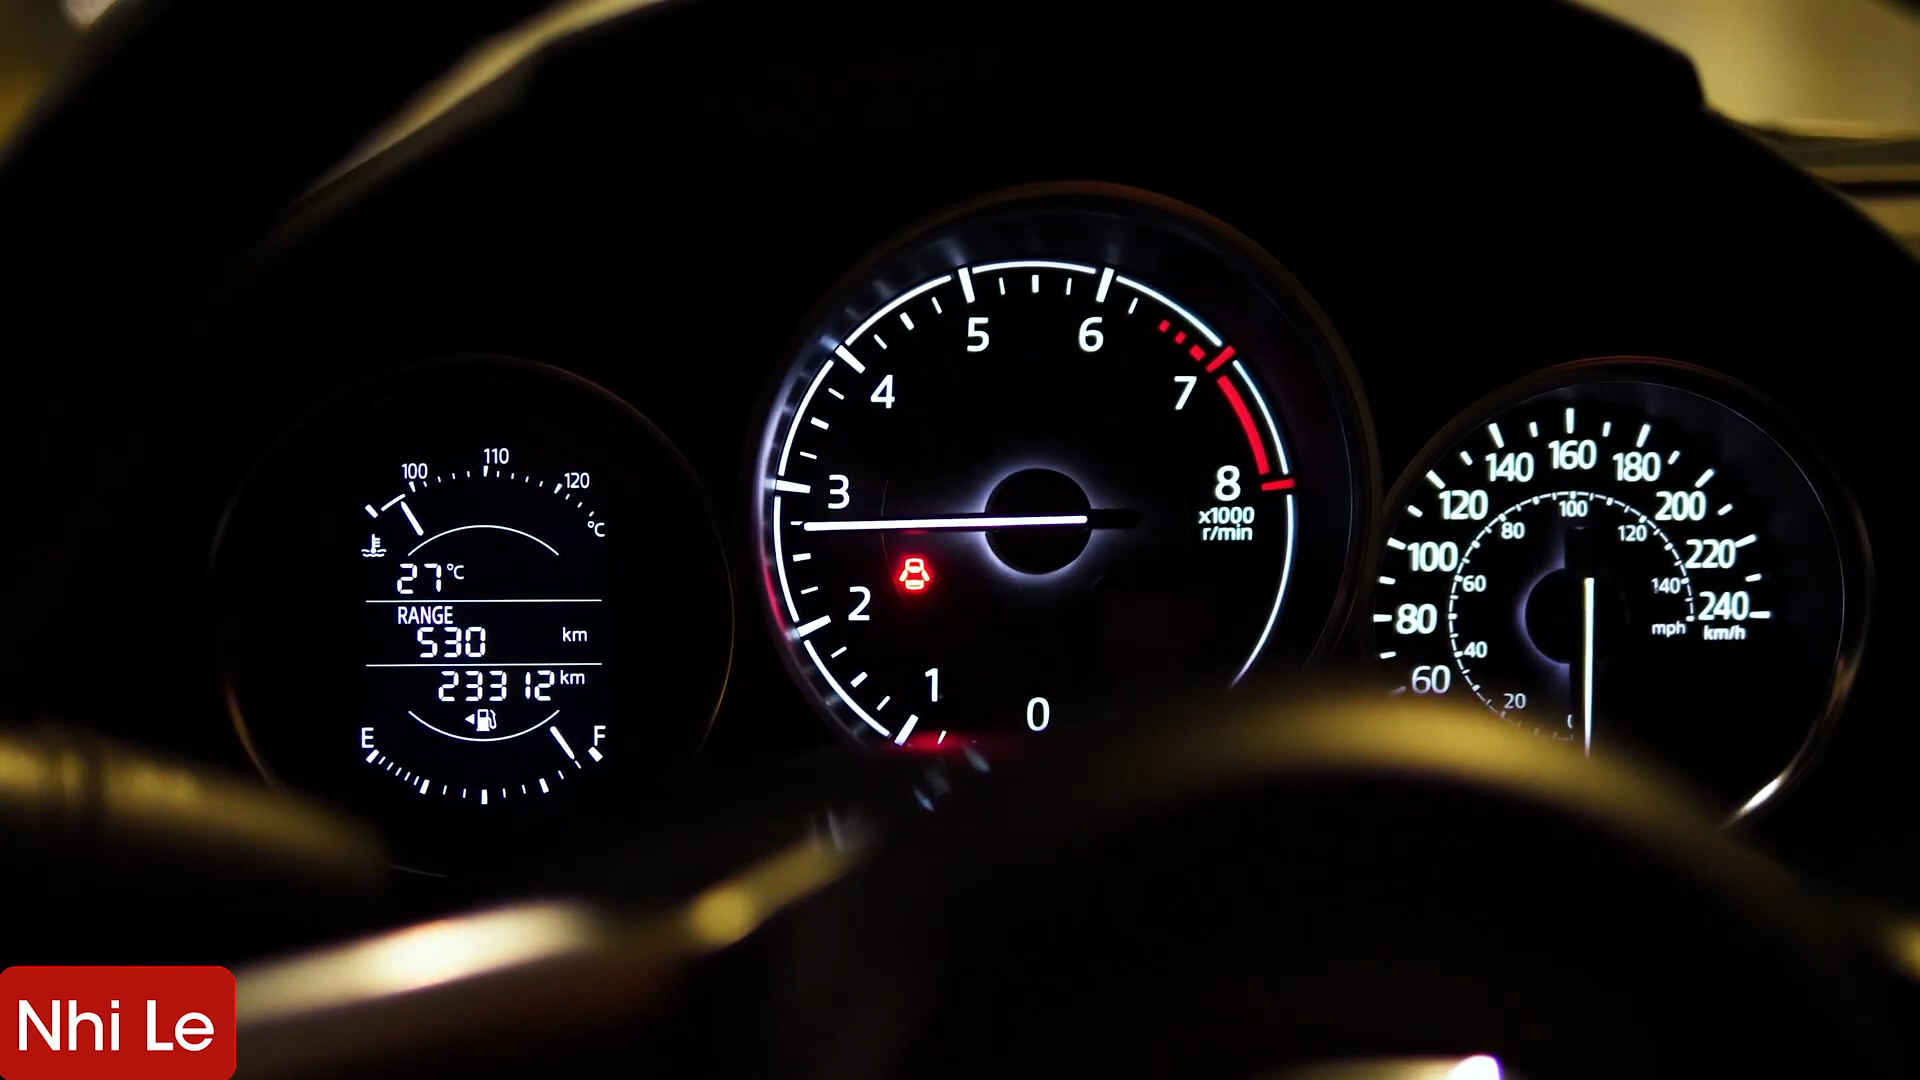 100 110 120
°C
27°C
RANGE
530 km
23312 km
E F
0 1 2 3 4 5 6 7 8
x1000
r/min
60 80 100 120 140 160 180 200 220 240
km/h
20 40 60 80 100 120 140
mph
Nhi Le